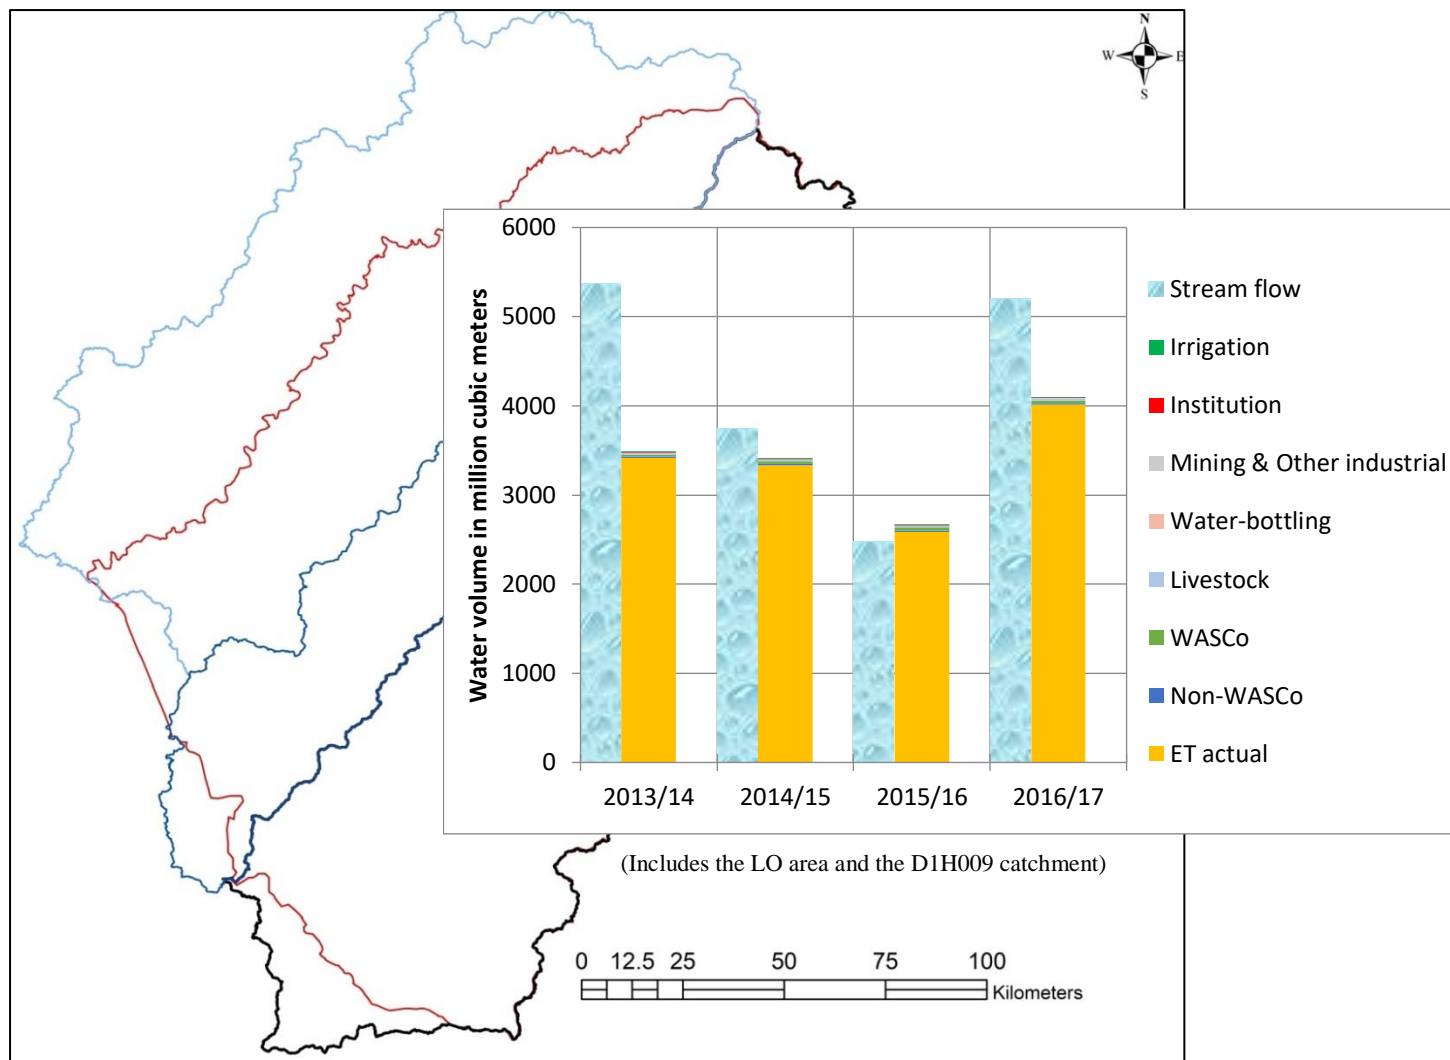 N
W E
S
6000
5000
4000
3000
2000
1000
0
Water volume in million cubic meters
2013/14 2014/15 2015/16 2016/17
Stream flow
Irrigation
Institution
Mining & Other industrial
Water-bottling
Livestock
WASCo
Non-WASCo
ET actual
(Includes the LO area and the D1H009 catchment)
0 12.5 25 50 75 100
Kilometers